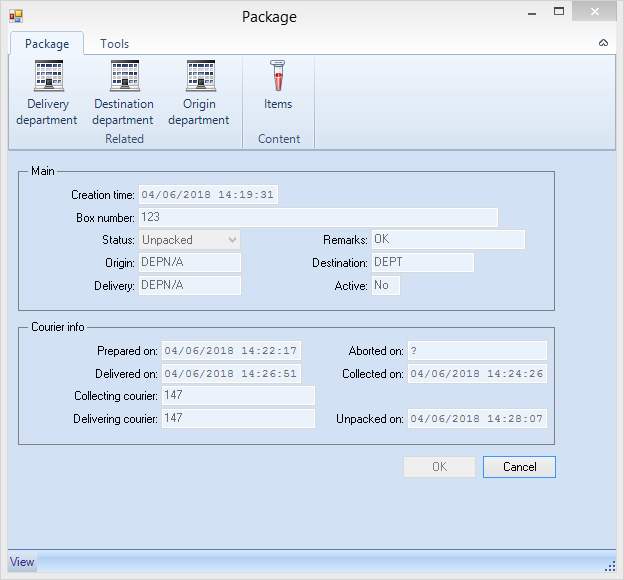 Package
Package Tools
Delivery department
Destination department
Origin department
Items
Related
Content
Main
Creation time: 04/06/2018 14:19:31
Box number: 123
Status: Unpacked Remarks: OK
Origin: DEPN/A Destination: DEPT
Delivery: DEPN/A Active: No
Courier info
Prepared on: 04/06/2018 14:22:17 Aborted on: ?
Delivered on: 04/06/2018 14:26:51 Collected on: 04/06/2018 14:24:26
Collecting courier: 147
Delivering courier: 147 Unpacked on: 04/06/2018 14:28:07
OK Cancel
View